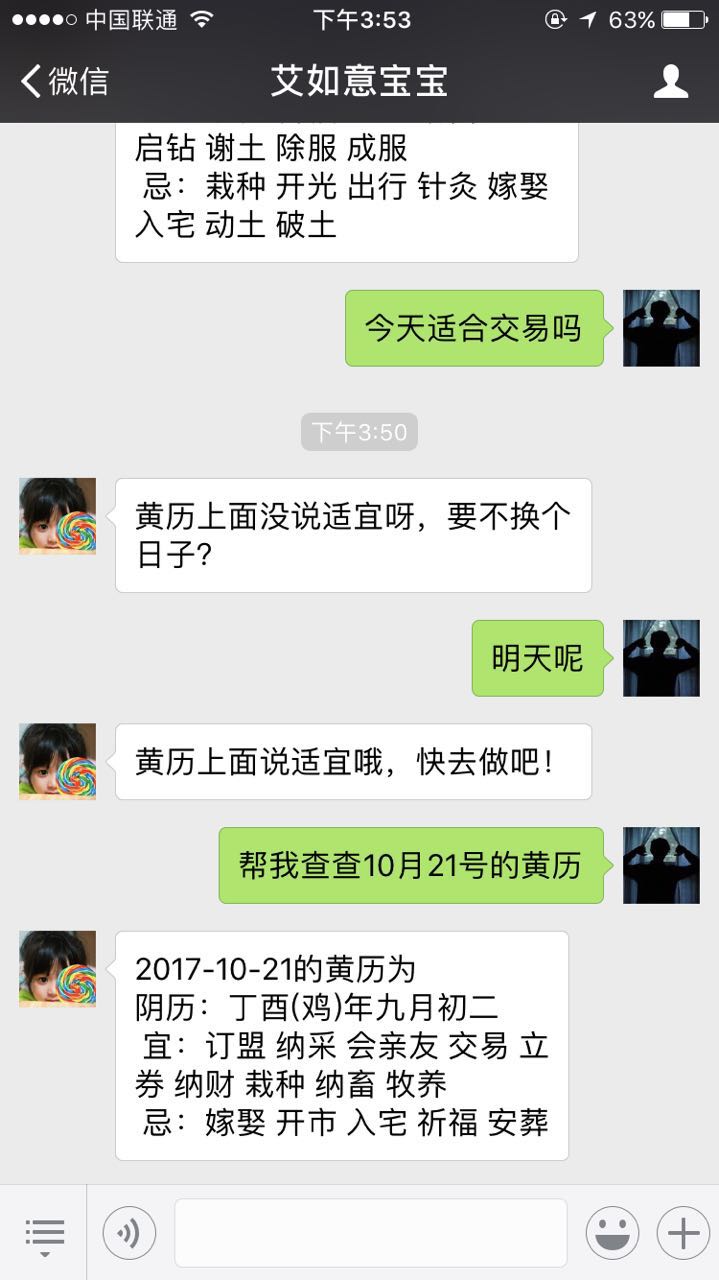 中国联通
下午3:53
63%
微信
艾如意宝宝
启钻 谢土 除服 成服
忌：栽种 开光 出行 针灸 嫁娶
入宅 动土 破土
今天适合交易吗
下午3:50
黄历上面没说适宜呀，要不换个
日子？
明天呢
黄历上面说适宜哦，快去做吧！
帮我查查10月21号的黄历
2017-10-21的黄历为
阴历：丁酉(鸡)年九月初二
宜：订盟 纳采 会亲友 交易 立
券 纳财 栽种 纳畜 牧养
忌：嫁娶 开市 入宅 祈福 安葬